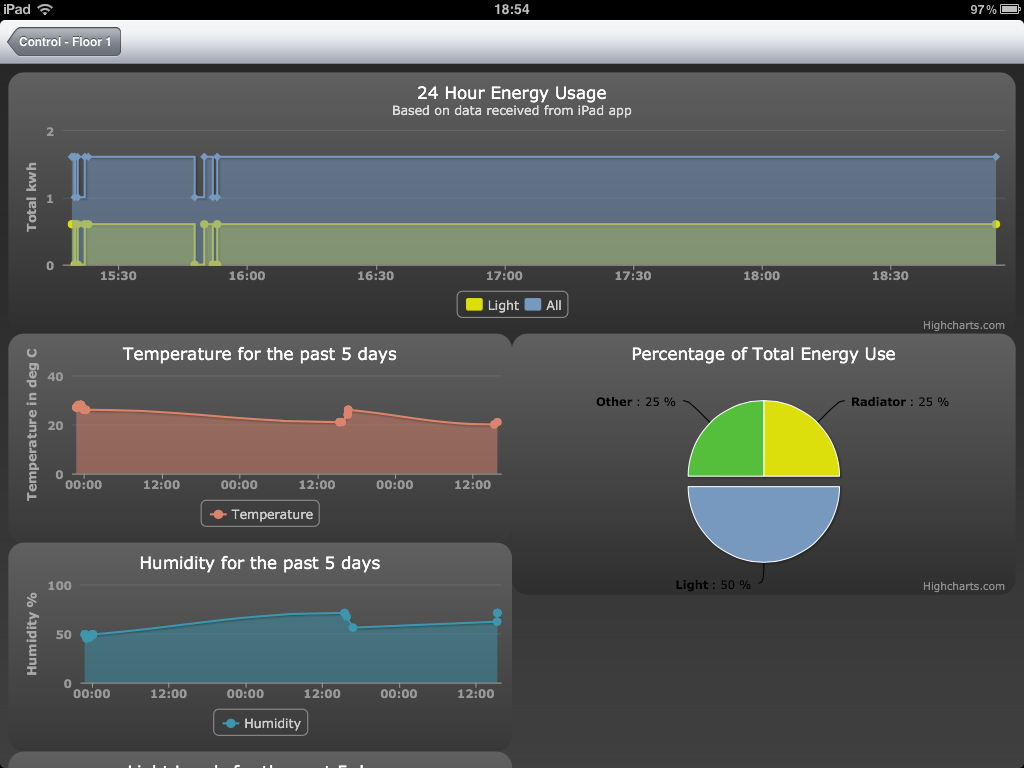 iPad 18:54 97%
Control - Floor 1
24 Hour Energy Usage
Based on data received from iPad app
Total kwh
2
1
0
15:30 16:00 16:30 17:00 17:30 18:00 18:30
Light All
Highcharts.com
Temperature for the past 5 days
Temperature in deg C
40
20
0
00:00 12:00 00:00 12:00 00:00 12:00
Temperature
Percentage of Total Energy Use
Other : 25 % Radiator : 25 %
Light : 50 %
Highcharts.com
Humidity for the past 5 days
Humidity %
100
50
0
00:00 12:00 00:00 12:00 00:00 12:00
Humidity